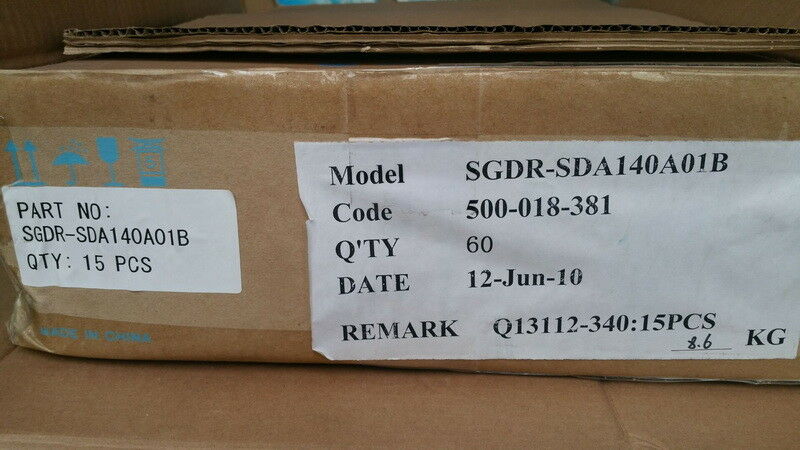 PART NO:
SGDR-SDA140A01B
QTY: 15 PCS
MADE IN CHINA
Model SGDR-SDA140A01B
Code 500-018-381
Q'TY 60
DATE 12-Jun-10
REMARK Q13112-340:15PCS
8.6 KG